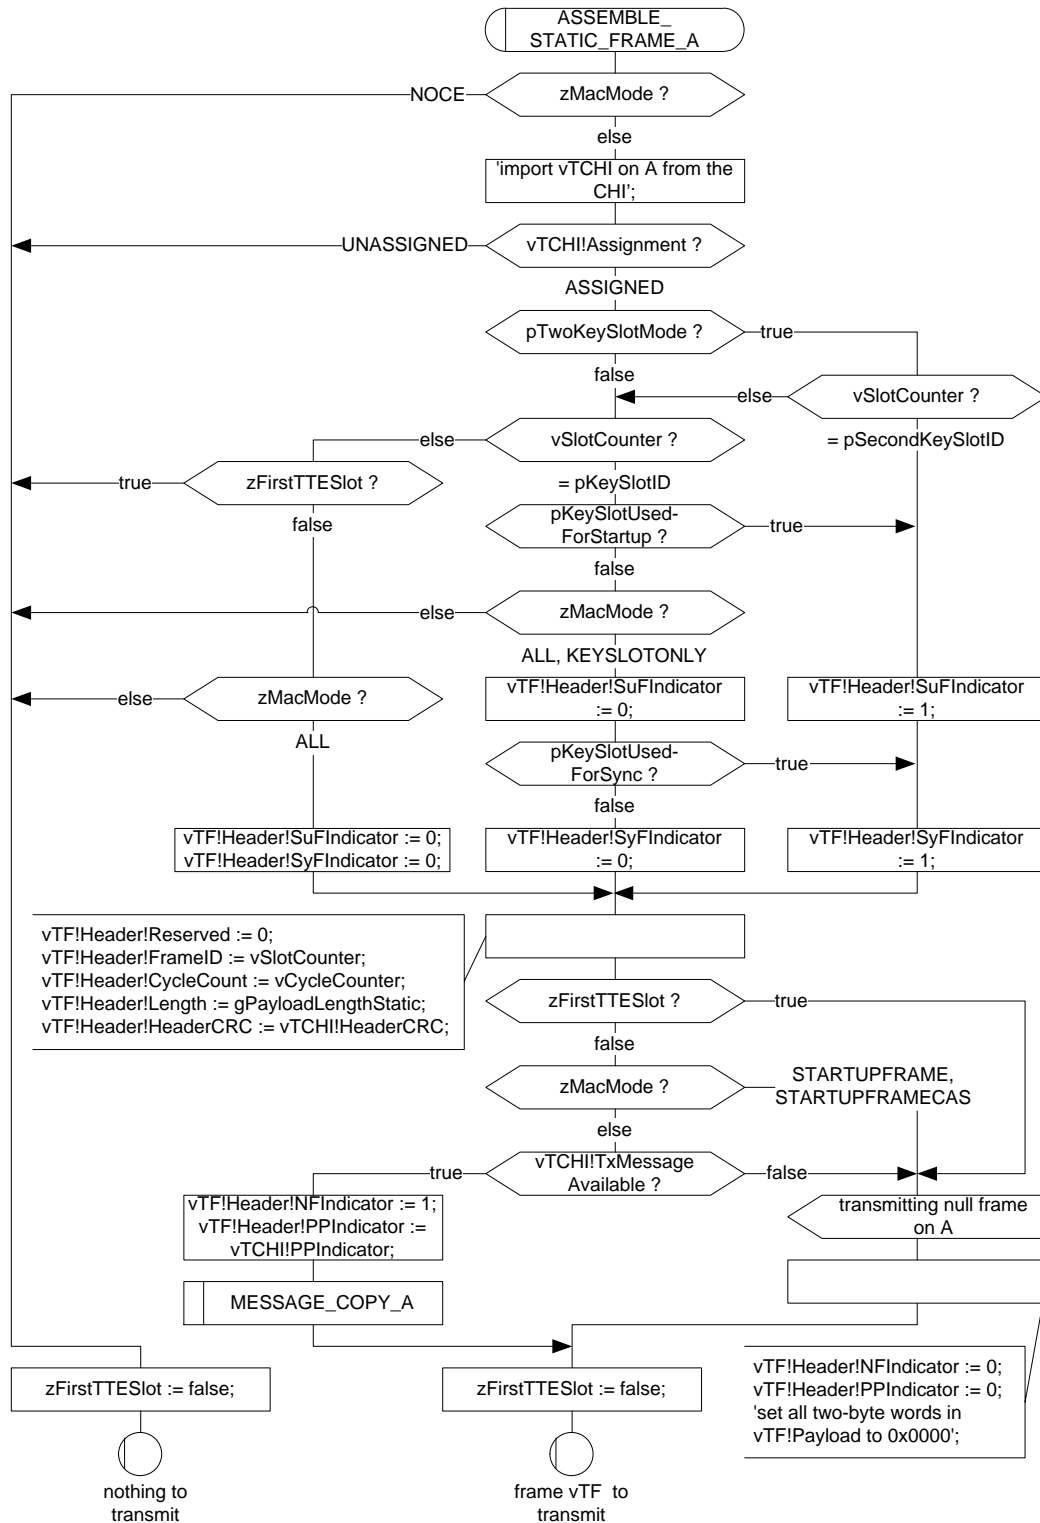 ASSEMBLE_
STATIC_FRAME_A
NOCE
zMacMode ?
else
'import vTCHI on A from the
CHI';
UNASSIGNED
vTCHI!Assignment ?
ASSIGNED
pTwoKeySlotMode ?
true
false
else
vSlotCounter ?
else
vSlotCounter ?
= pSecondKeySlotID
true
zFirstTTESlot ?
= pKeySlotID
false
pKeySlotUsed-
ForStartup ?
true
false
else
zMacMode ?
ALL, KEYSLOTONLY
else
zMacMode ?
vTF!Header!SuFIndicator
:= 0;
vTF!Header!SuFIndicator
:= 1;
ALL
pKeySlotUsed-
ForSync ?
true
false
vTF!Header!SuFIndicator := 0;
vTF!Header!SyFIndicator := 0;
vTF!Header!SyFIndicator
:= 0;
vTF!Header!SyFIndicator
:= 1;
vTF!Header!Reserved := 0;
vTF!Header!FrameID := vSlotCounter;
vTF!Header!CycleCount := vCycleCounter;
vTF!Header!Length := gPayloadLengthStatic;
vTF!Header!HeaderCRC := vTCHI!HeaderCRC;
zFirstTTESlot ?
true
false
zMacMode ?
STARTUPFRAME,
STARTUPFRAMECAS
else
true
vTCHI!TxMessage
Available ?
false
vTF!Header!NFIndicator := 1;
vTF!Header!PPIndicator :=
vTCHI!PPIndicator;
transmitting null frame
on A
MESSAGE_COPY_A
zFirstTTESlot := false;
zFirstTTESlot := false;
vTF!Header!NFIndicator := 0;
vTF!Header!PPIndicator := 0;
'set all two-byte words in
vTF!Payload to 0x0000';
nothing to
transmit
frame vTF to
transmit